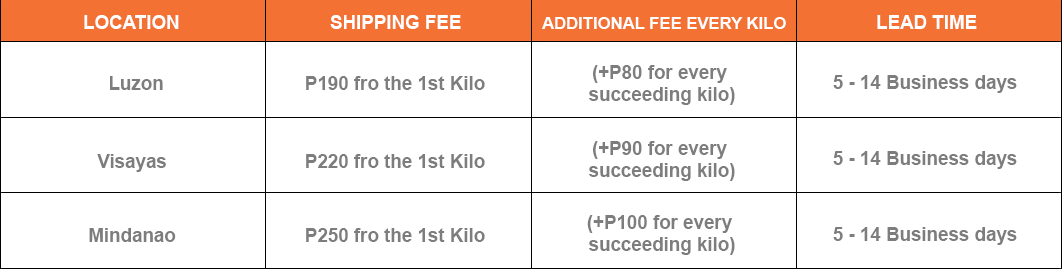 LOCATION SHIPPING FEE ADDITIONAL FEE EVERY KILO LEAD TIME
Luzon P190 fro the 1st Kilo (+P80 for every succeeding kilo) 5 - 14 Business days
Visayas P220 fro the 1st Kilo (+P90 for every succeeding kilo) 5 - 14 Business days
Mindanao P250 fro the 1st Kilo (+P100 for every succeeding kilo) 5 - 14 Business days